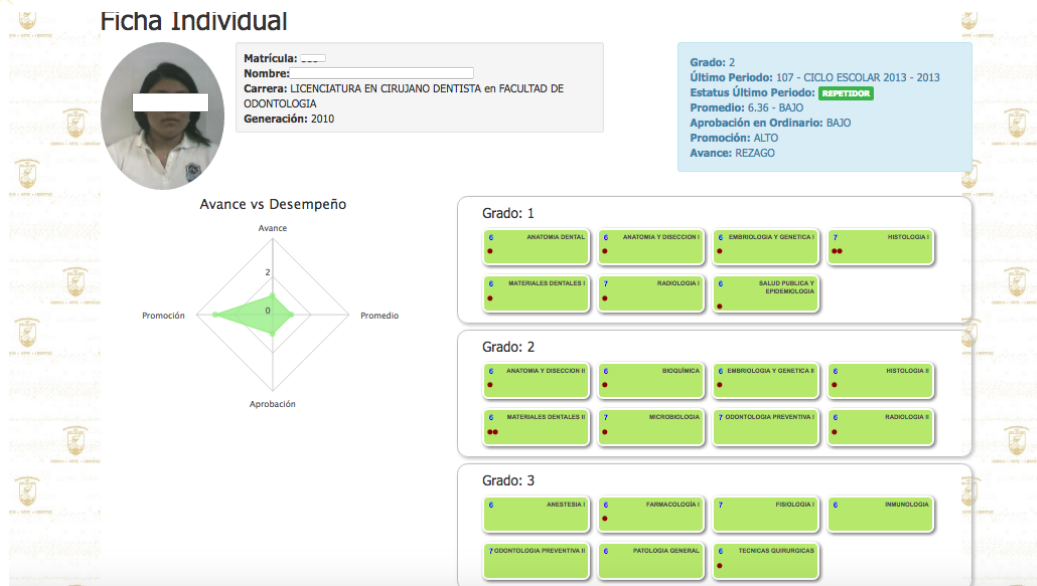 Ficha Individual
Matrícula:
Nombre:
Carrera: LICENCIATURA EN CIRUJANO DENTISTA en FACULTAD DE
ODONTOLOGIA
Generación: 2010
Grado: 2
Último Periodo: 107 - CICLO ESCOLAR 2013 - 2013
Estatus Último Periodo: REPETIDOR
Promedio: 6.36 - BAJO
Aprobación en Ordinario: BAJO
Promoción: ALTO
Avance: REZAGO
Avance vs Desempeño
Avance
2
0
Promoción
Promedio
Aprobación
Grado: 1
6 ANATOMIA DENTAL
6 ANATOMIA Y DISECCION I
6 EMBRIOLOGIA Y GENETICA I
7 HISTOLOGIA I
6 MATERIALES DENTALES I
7 RADIOLOGIA I
6 SALUD PUBLICA Y
EPIDEMIOLOGIA
Grado: 2
6 ANATOMIA Y DISECCION II
6 BIOQUÍMICA
6 EMBRIOLOGIA Y GENETICA II
6 HISTOLOGIA II
6 MATERIALES DENTALES II
7 MICROBIOLOGIA
7 ODONTOLOGIA PREVENTIVA I
6 RADIOLOGIA II
Grado: 3
6 ANESTESIA I
6 FARMACOLOGÍA I
7 FISIOLOGIA I
6 INMUNOLOGIA
7 ODONTOLOGIA PREVENTIVA II
6 PATOLOGIA GENERAL
6 TECNICAS QUIRURGICAS